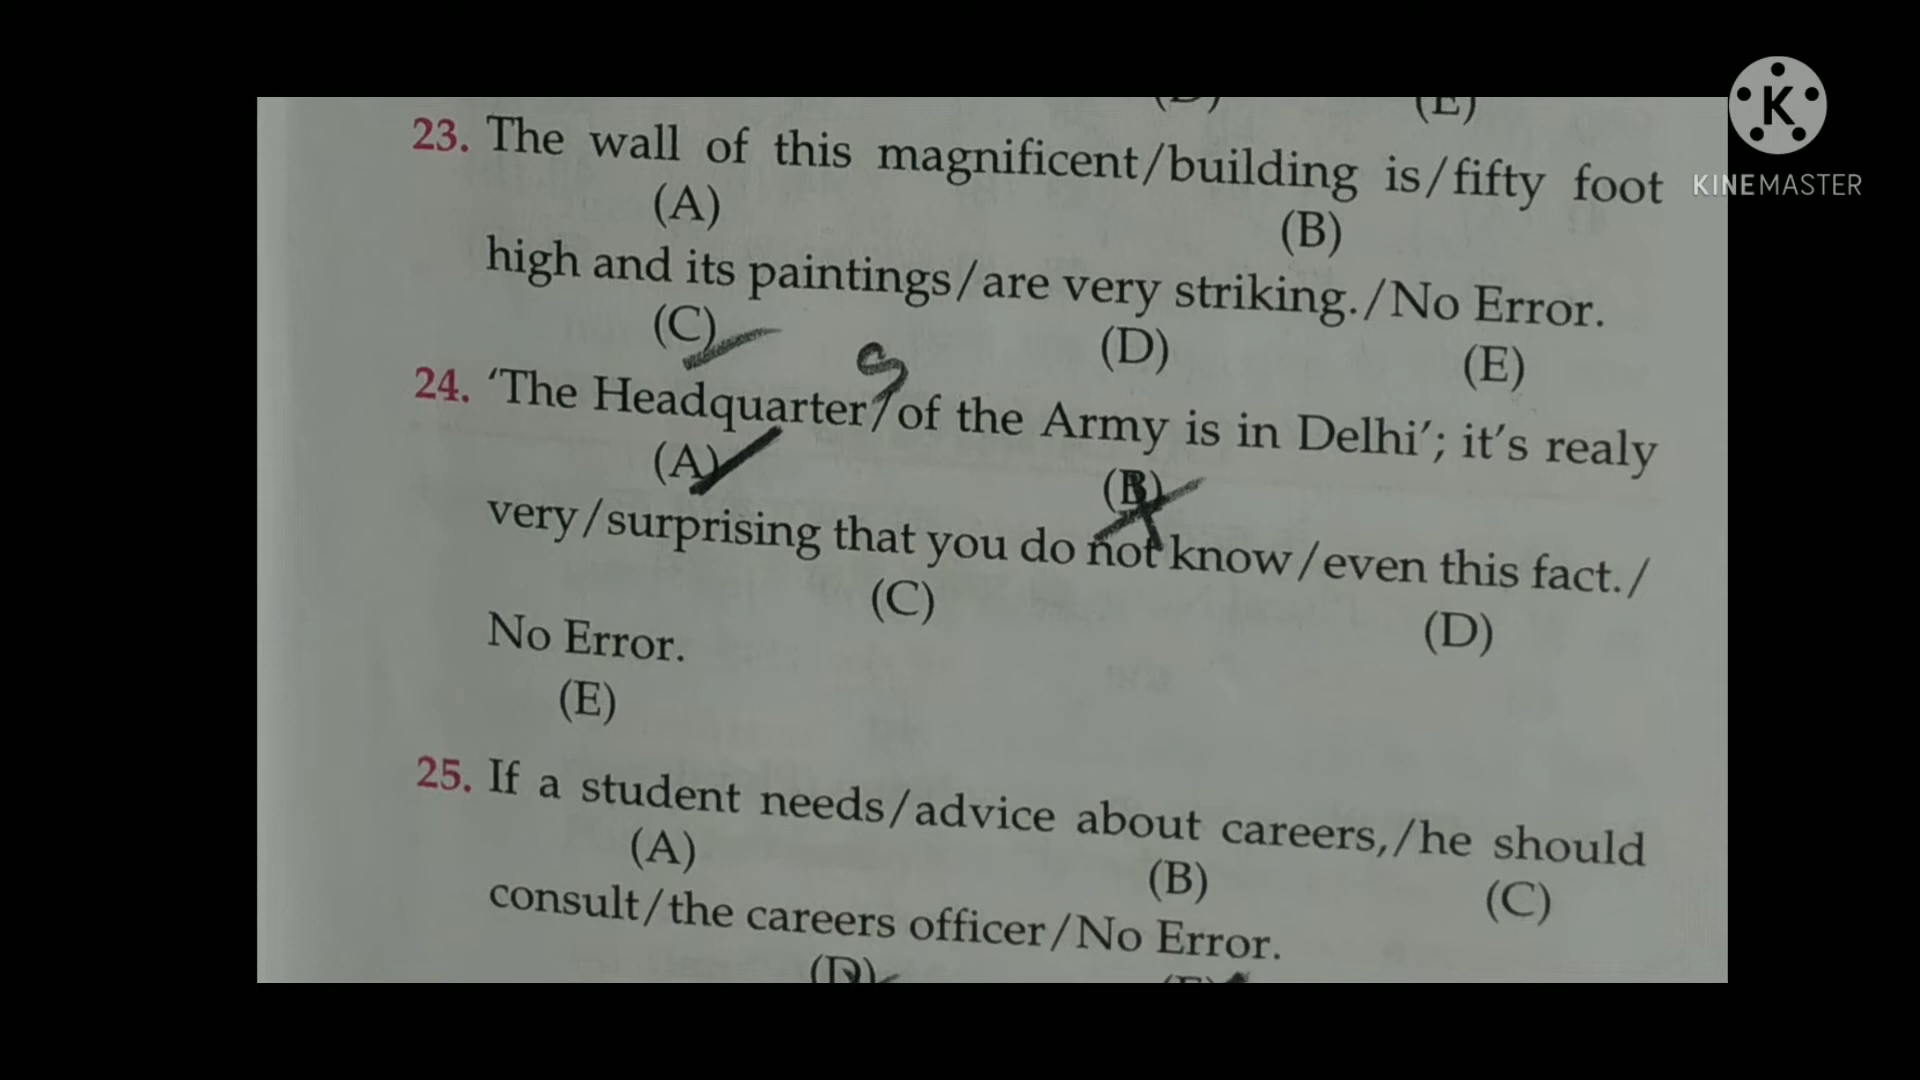 (E)
K
KINEMASTER
23. The wall of this magnificent/building is/fifty foot
(A) (B)
high and its paintings/are very striking./No Error.
(C) (D) (E)
s
24. ‘The Headquarter/of the Army is in Delhi’; it’s realy
(A) (B)
very/surprising that you do not know/even this fact./
(C) (D)
No Error.
(E)
25. If a student needs/advice about careers,/he should
(A) (B) (C)
consult/the careers officer/No Error.
(D)